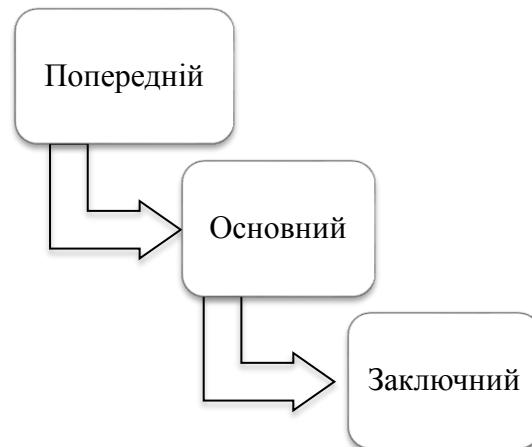 Попередній
Основний
Заключний